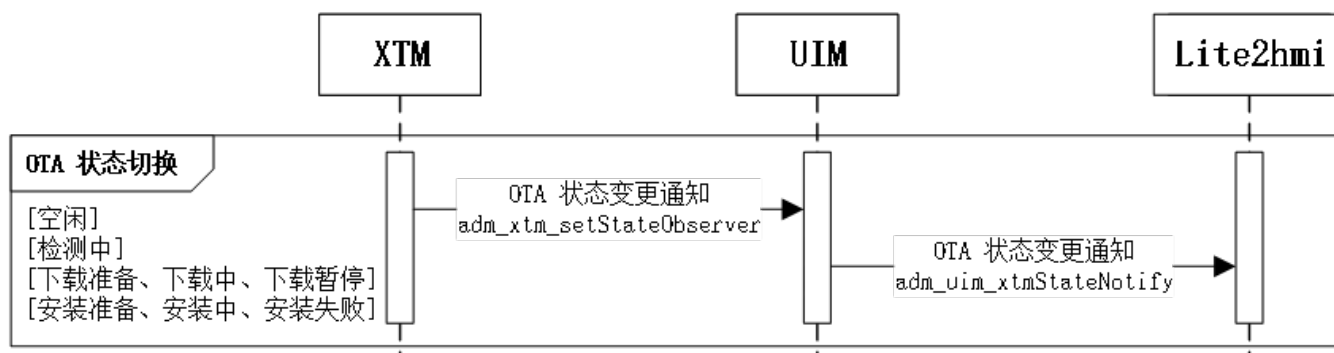 XTM
UIM
Lite2hmi
OTA 状态切换
[空闲]
[检测中]
[下载准备、下载中、下载暂停]
[安装准备、安装中、安装失败]
OTA 状态变更通知
adm_xtm_setStateObserver
OTA 状态变更通知
adm_uim_xtmStateNotify